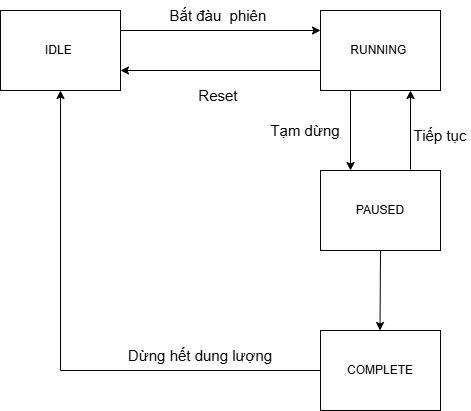 Bắt đàu phiên
IDLE
RUNNING
Reset
Tạm dừng
Tiếp tục
PAUSED
Dừng hết dung lượng
COMPLETE